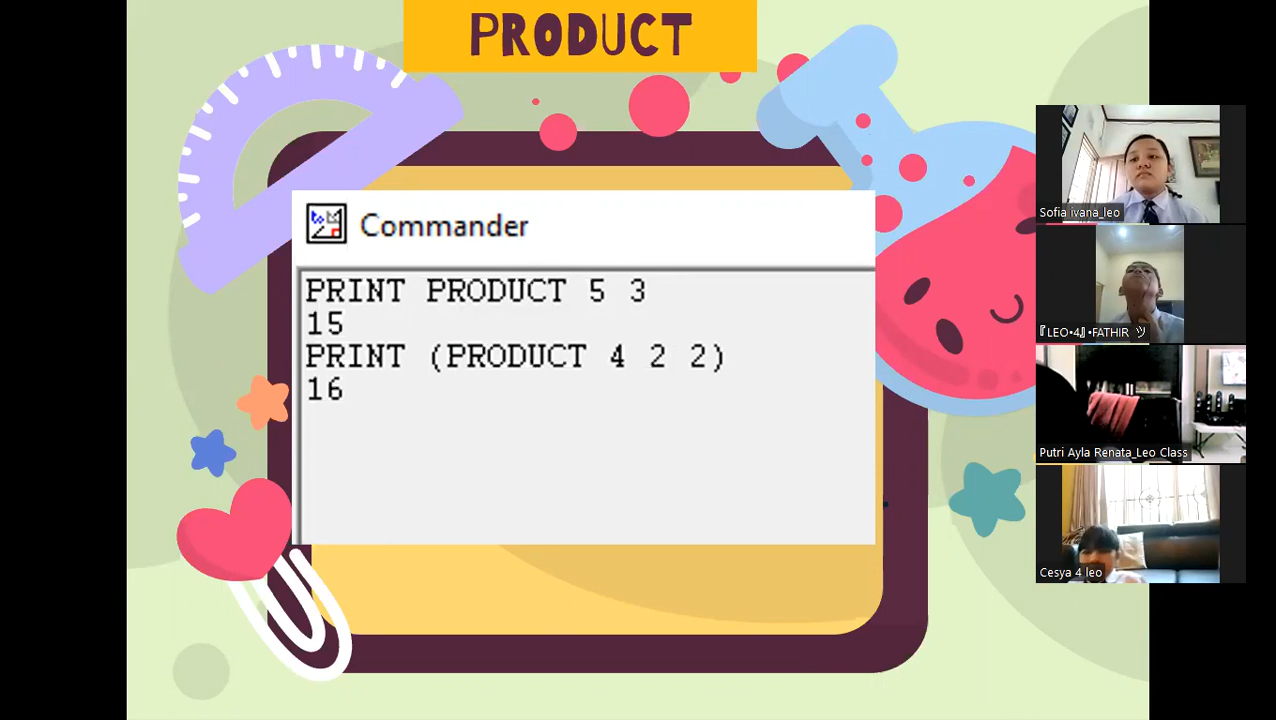 PRODUCT
Commander
PRINT PRODUCT 5 3
15
PRINT (PRODUCT 4 2 2)
16
Sofia ivana_leo
『LEO•4』•FATHIR ツ
Putri Ayla Renata_Leo Class
Cesya 4 leo